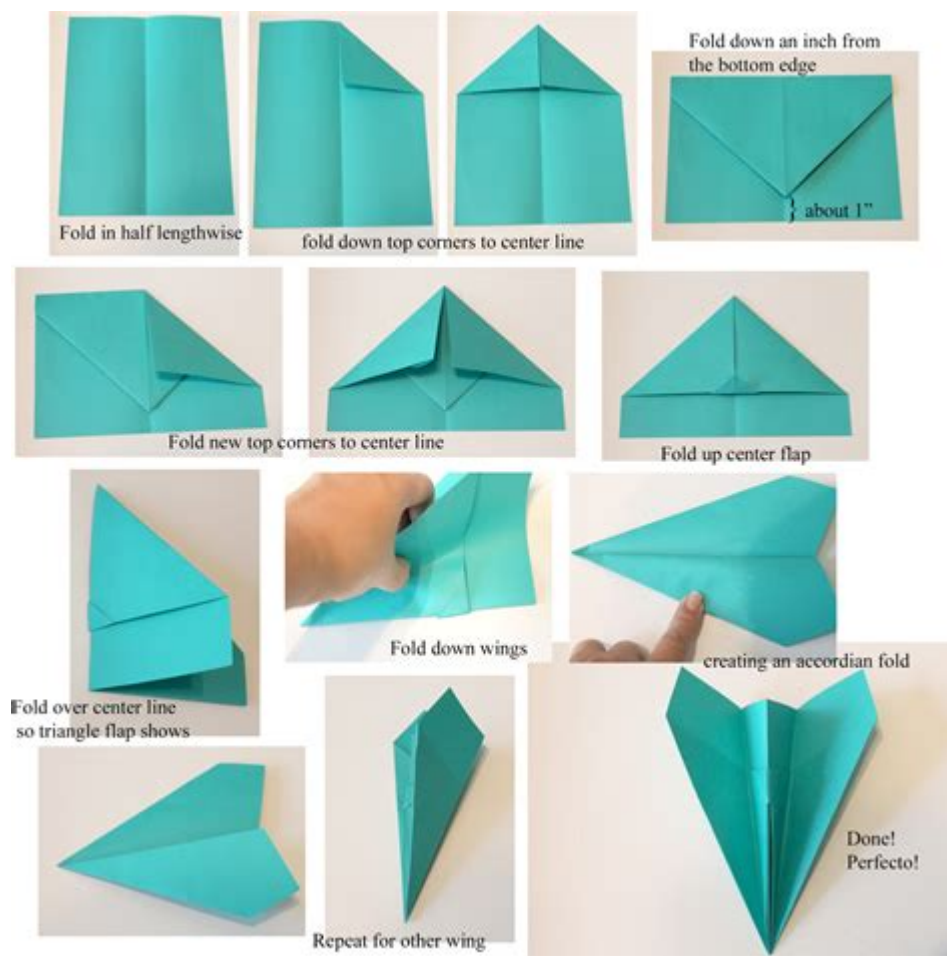 Fold down an inch from
the bottom edge
about 1”
Fold in half lengthwise
fold down top corners to center line
Fold new top corners to center line
Fold up center flap
Fold down wings
creating an accordian fold
Fold over center line
so triangle flap shows
Done!
Perfecto!
Repeat for other wing